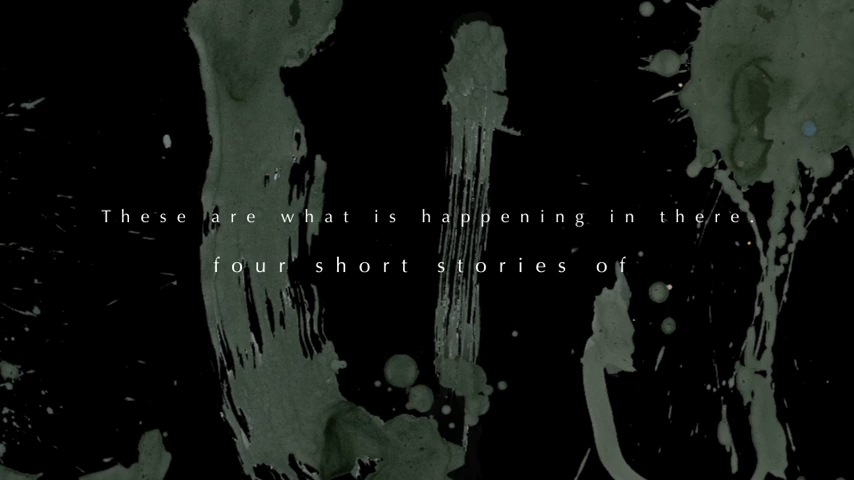 These are what is happening in there.
four short stories of